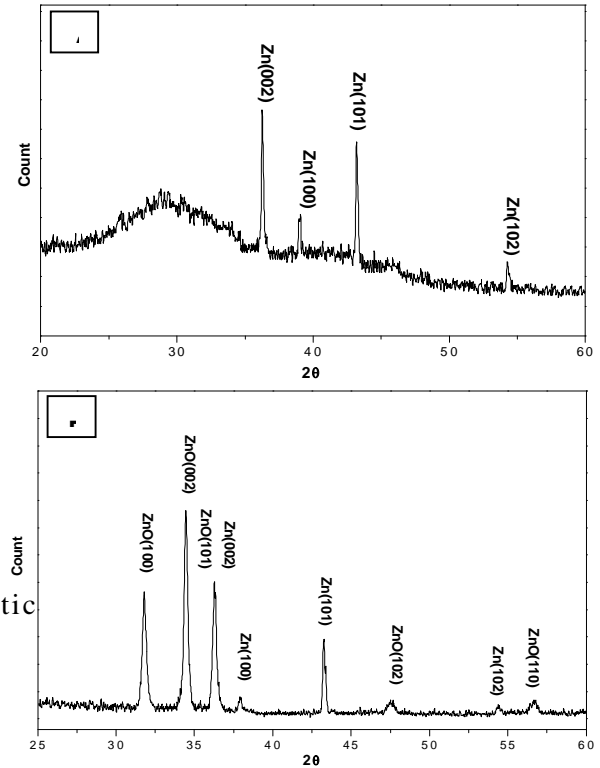 Zn(002)
Zn(101)
Zn(100)
Zn(102)
Count
20 30 40 50 60
2θ
ZnO(002)
ZnO(100)
ZnO(101)
Zn(002)
Zn(100)
Zn(101)
ZnO(102)
Zn(102)
ZnO(110)
Count
tic
25 30 35 40 45 50 55 60
2θ